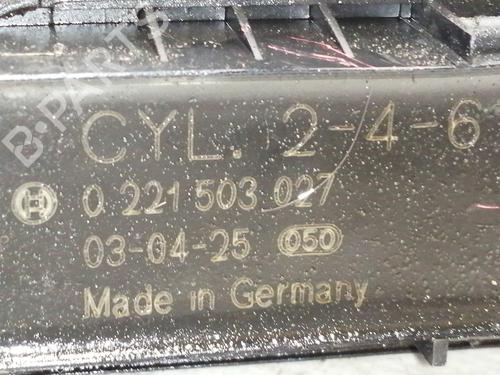 CYL. 2-4-6
0 221 503 027
03-04-25 050
Made in Germany
B-PARTS